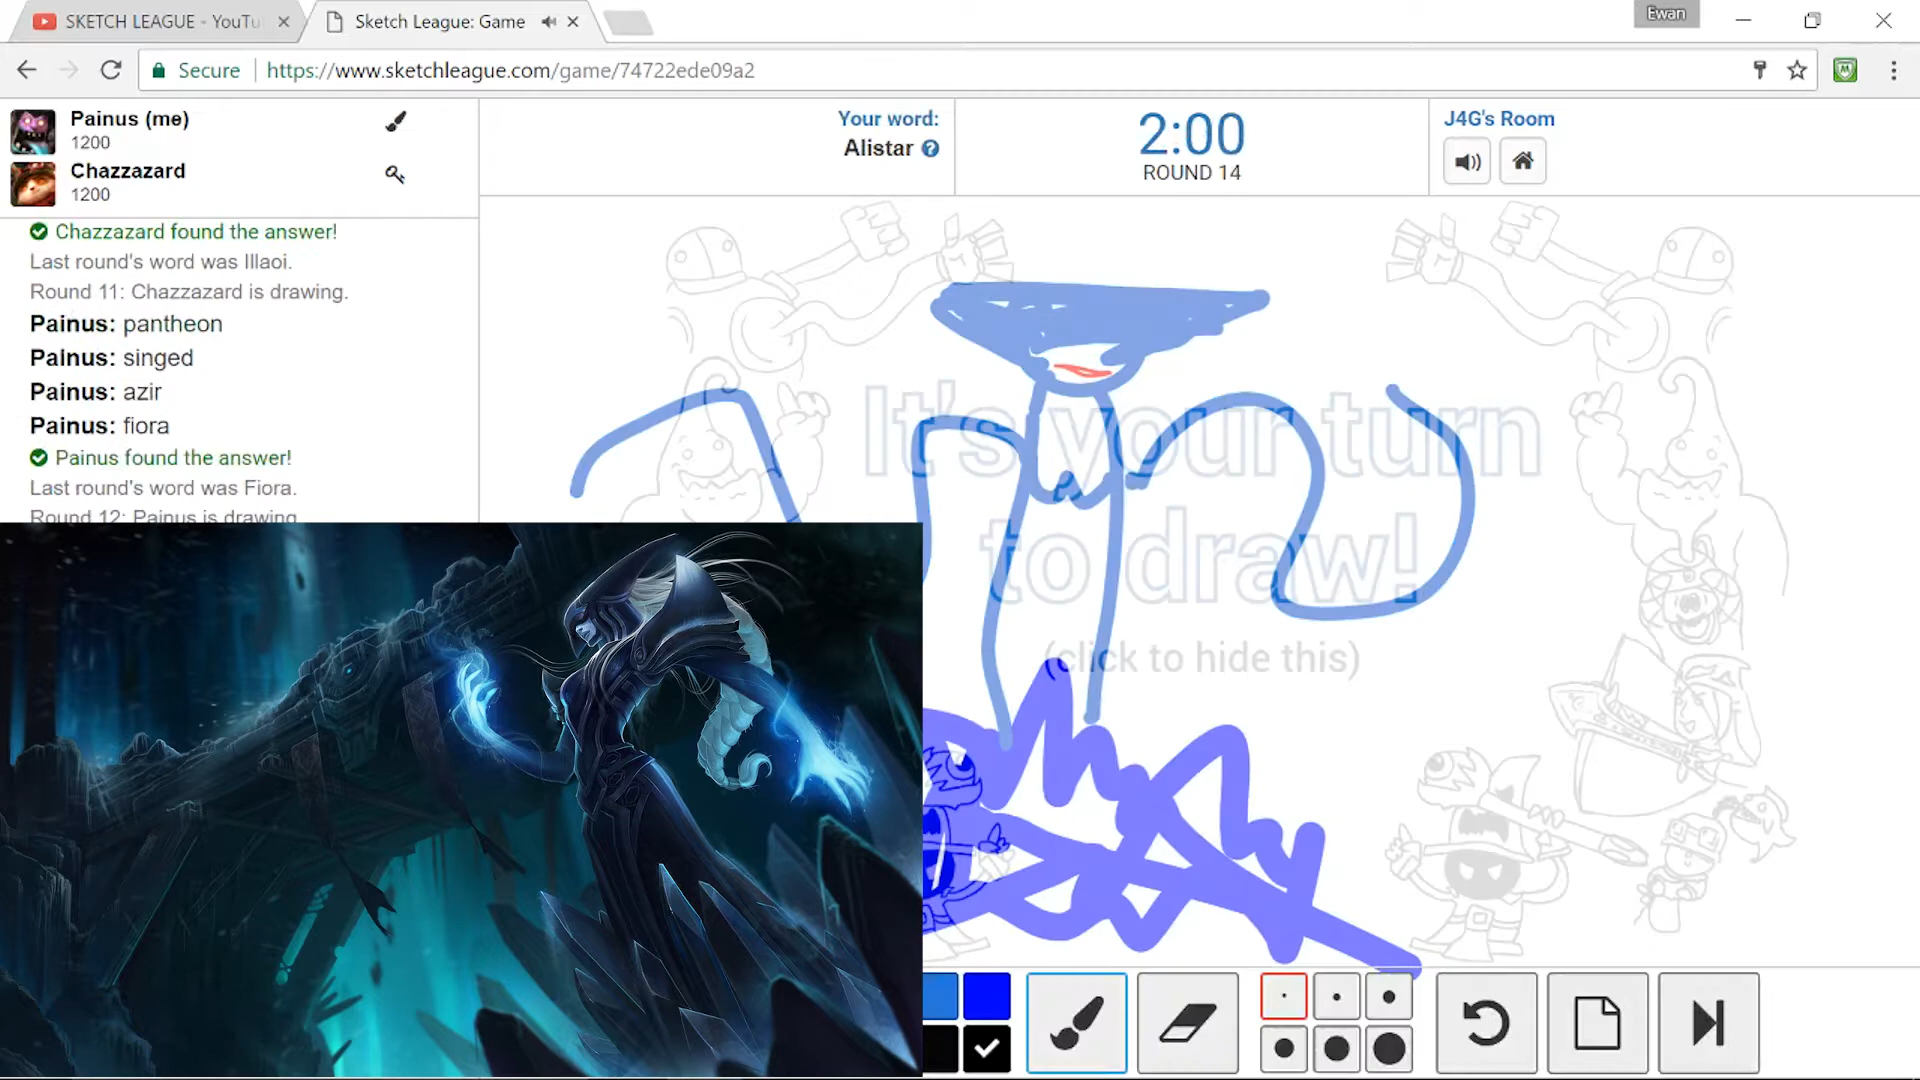 SKETCH LEAGUE - YouTu
Sketch League: Game
Ewan
Secure
https://www.sketchleague.com/game/74722ede09a2
Painus (me)
1200
Chazzazard
1200
Your word:
Alistar
2:00
ROUND 14
J4G's Room
Chazzazard found the answer!
Last round's word was Illaoi.
Round 11: Chazzazard is drawing.
Painus: pantheon
Painus: singed
Painus: azir
Painus: fiora
Painus found the answer!
Last round's word was Fiora.
Round 12: Painus is drawing
It's your turn
to draw!
(click to hide this)